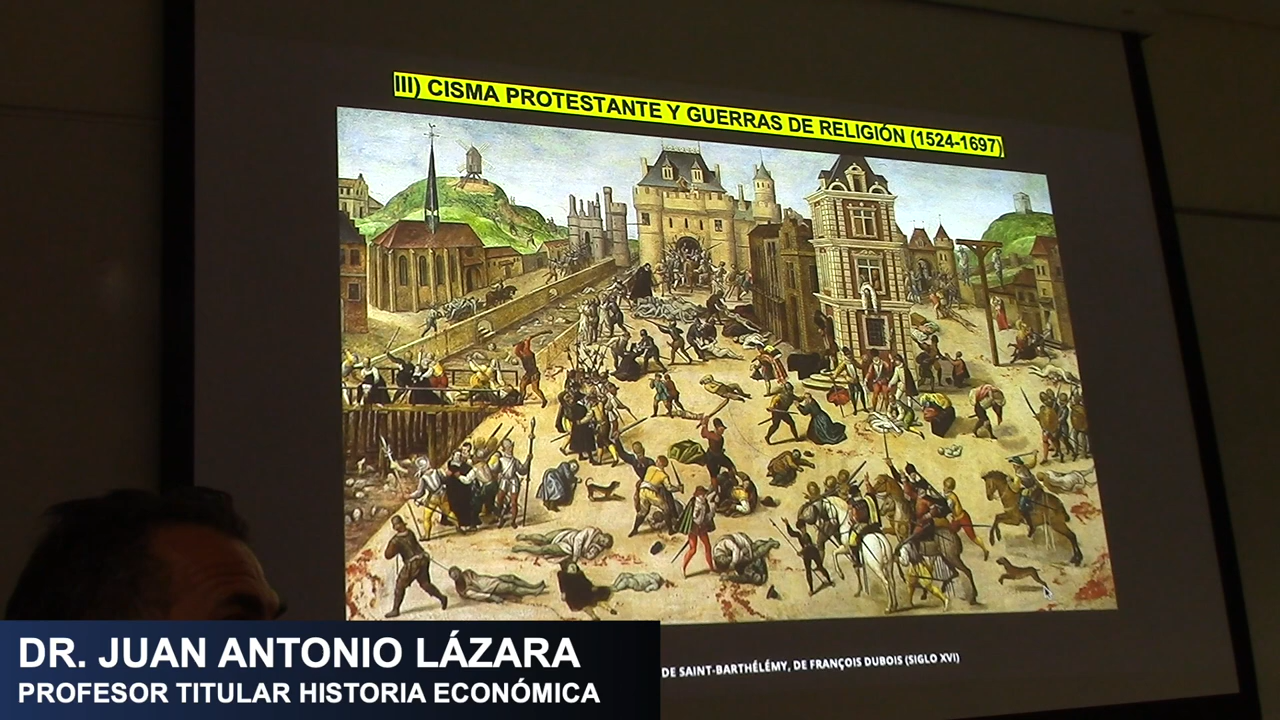 III) CISMA PROTESTANTE Y GUERRAS DE RELIGIÓN (1524-1697)
DE SAINT-BARTHÉLÉMY, DE FRANÇOIS DUBOIS (SIGLO XVI)
DR. JUAN ANTONIO LÁZARA
PROFESOR TITULAR HISTORIA ECONÓMICA